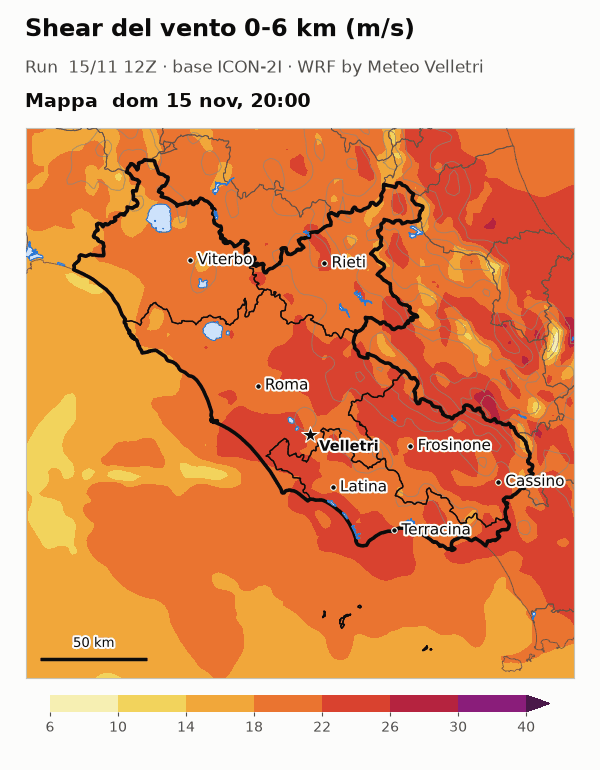 Shear del vento 0-6 km (m/s)
Run  15/11 12Z · base ICON-2I · WRF by Meteo Velletri
Mappa  dom 15 nov, 20:00
Viterbo
Rieti
Roma
Velletri
Frosinone
Cassino
Latina
Terracina
50 km
6 10 14 18 22 26 30 40